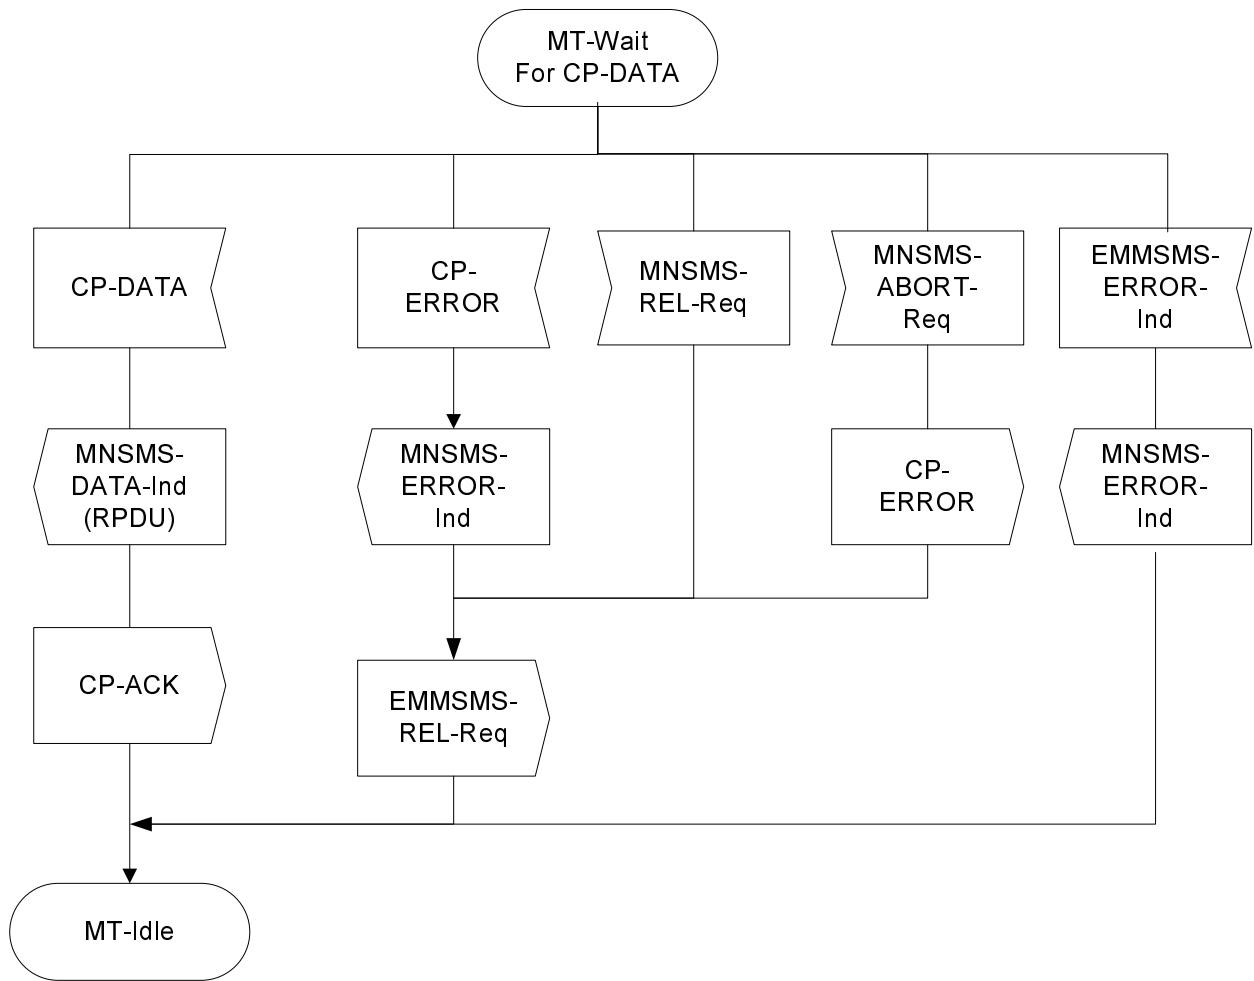 MT-Wait
For CP-DATA
CP-DATA
CP-
ERROR
MNSMS-
REL-Req
MNSMS-
ABORT-
Req
EMMSMS-
ERROR-
Ind
MNSMS-
DATA-Ind
(RPDU)
MNSMS-
ERROR-
Ind
CP-
ERROR
MNSMS-
ERROR-
Ind
CP-ACK
EMMSMS-
REL-Req
MT-Idle